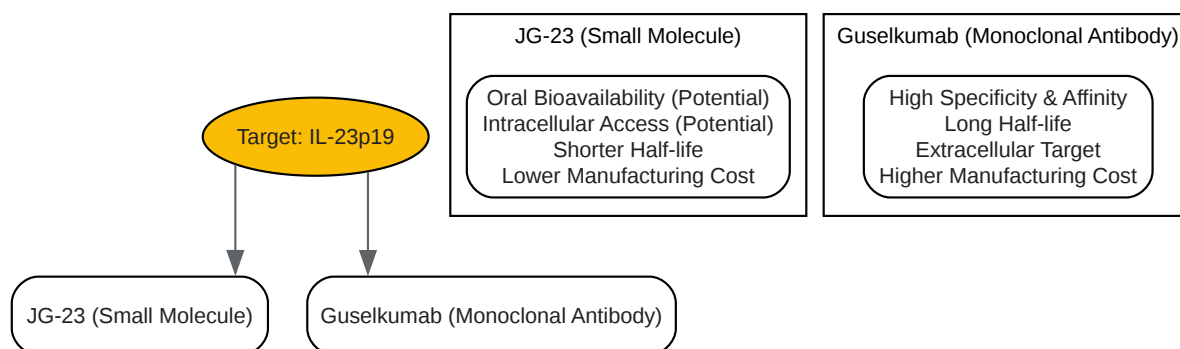 JG-23 (Small Molecule)
Oral Bioavailability (Potential)
Intracellular Access (Potential)
Shorter Half-life
Lower Manufacturing Cost
Guselkumab (Monoclonal Antibody)
High Specificity & Affinity
Long Half-life
Extracellular Target
Higher Manufacturing Cost
Target: IL-23p19
JG-23 (Small Molecule)
Guselkumab (Monoclonal Antibody)